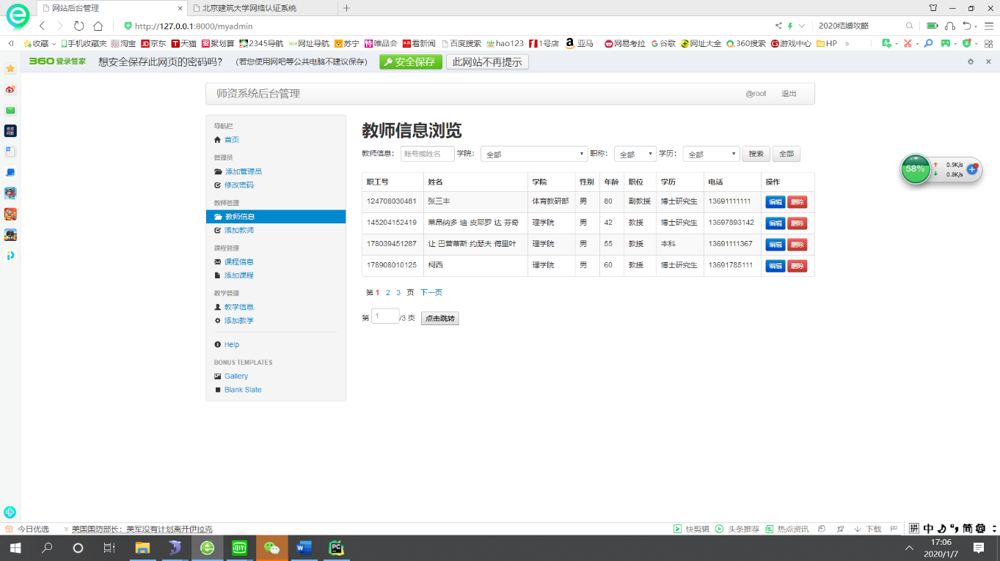 网站后台管理 × 北京建筑大学网络认证系统 +
http://127.0.0.1:8000/myadmin 2020结婚攻略
收藏 手机收藏夹 淘宝 京东 天猫 聚划算 2345导航 网址导航 苏宁 唯品会 看新闻 百度搜索 hao123 1号店 亚马 网易考拉 谷歌 网址大全 360搜索 游戏中心 HP »
360登录管家 想安全保存此网页的密码吗? (若您使用网吧等公共电脑不建议保存) 安全保存 此网站不再提示
师资系统后台管理 @root 退出
导航栏
首页
管理员
添加管理员
修改密码
教师管理
教师信息
添加教师
课程管理
课程信息
添加课程
教学管理
教学信息
添加教学
Help
BONUS TEMPLATES
Gallery
Blank Slate
教师信息浏览
教师信息: 账号或姓名 学院: 全部 职称: 全部 学历: 全部 搜索 全部
职工号 姓名 学院 性别 年龄 职位 学历 电话 操作
124708030481 张三丰 体育教研部 男 80 副教授 博士研究生 13691111111 编辑 删除
145204152419 莱昂纳多·迪·皮耶罗·达·芬奇 理学院 男 42 教授 博士研究生 13697893142 编辑 删除
178039451287 让·巴普蒂斯·约瑟夫·傅里叶 理学院 男 55 教授 本科 13691111367 编辑 删除
178908010125 柯西 理学院 男 60 教授 博士研究生 13691785111 编辑 删除
第 1 2 3 页 下一页
第 1 /3 页 点击跳转
58% 0.9K/s
0.8K/s
今日优选 美国国防部长：美军没有计划离开伊拉克 快剪辑 头条推荐 热点资讯 下载 拼 中 简
17:06
2020/1/7